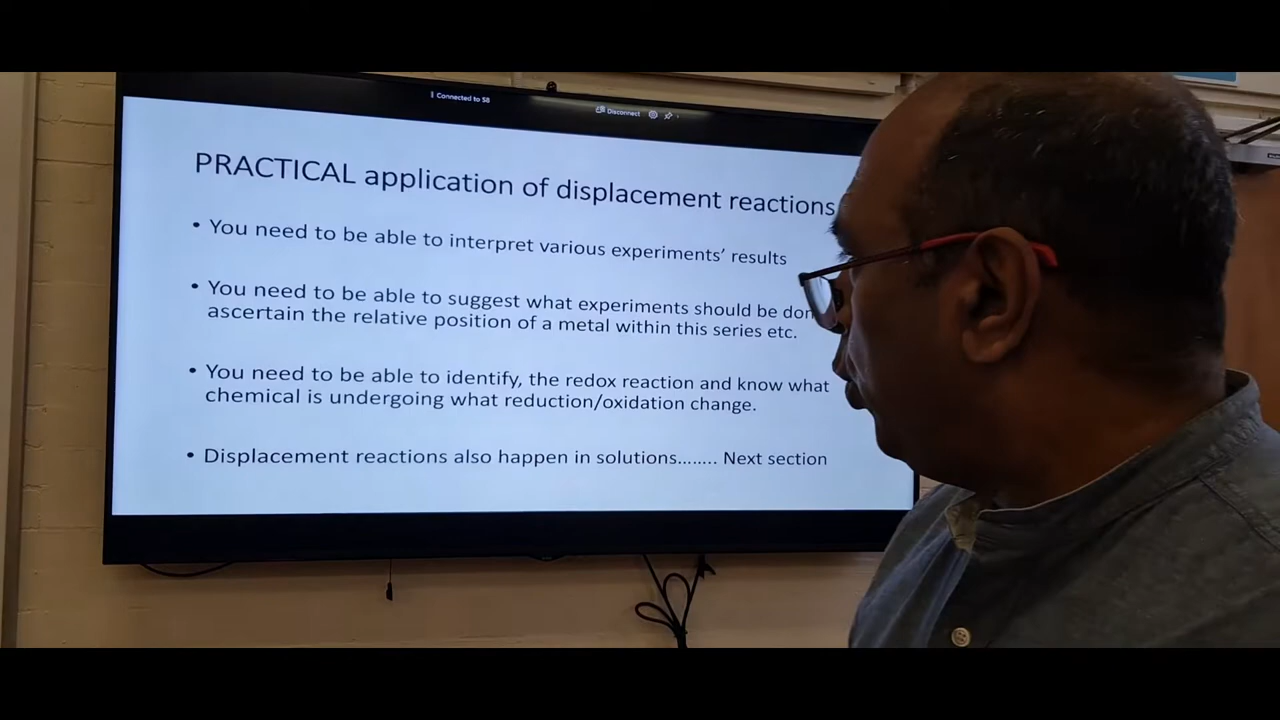 Connected to S8
Disconnect
PRACTICAL application of displacement reactions
• You need to be able to interpret various experiments’ results
• You need to be able to suggest what experiments should be
ascertain the relative position of a metal within this series etc.
• You need to be able to identify, the redox reaction and know what
chemical is undergoing what reduction/oxidation change.
• Displacement reactions also happen in solutions........ Next section